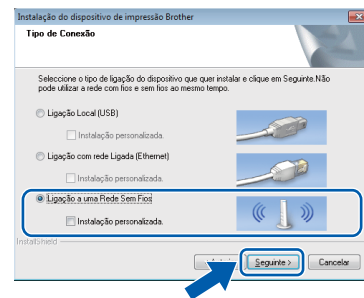 Instalação do dispositivo de impressão Brother
Tipo de Conexão
Seleccione o tipo de ligação do dispositivo que quer instalar e clique em Seguinte.Não
pode utilizar a rede com fios e sem fios ao mesmo tempo.
Ligação Local (USB)
Instalação personalizada.
Ligação com rede Ligada (Ethernet)
Instalação personalizada.
Ligação a uma Rede Sem Fios
Instalação personalizada.
InstallShield
Seguinte > Cancelar